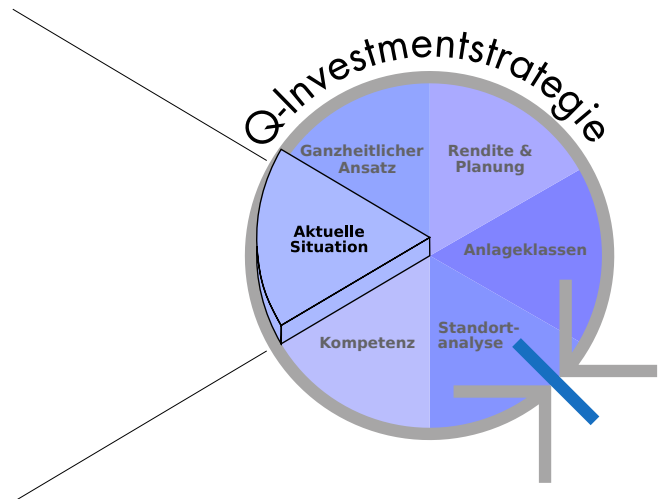 Q-Investmentstrategie
Ganzheitlicher
Ansatz
Rendite &
Planung
Aktuelle
Situation
Anlageklassen
Kompetenz
Standort-
analyse